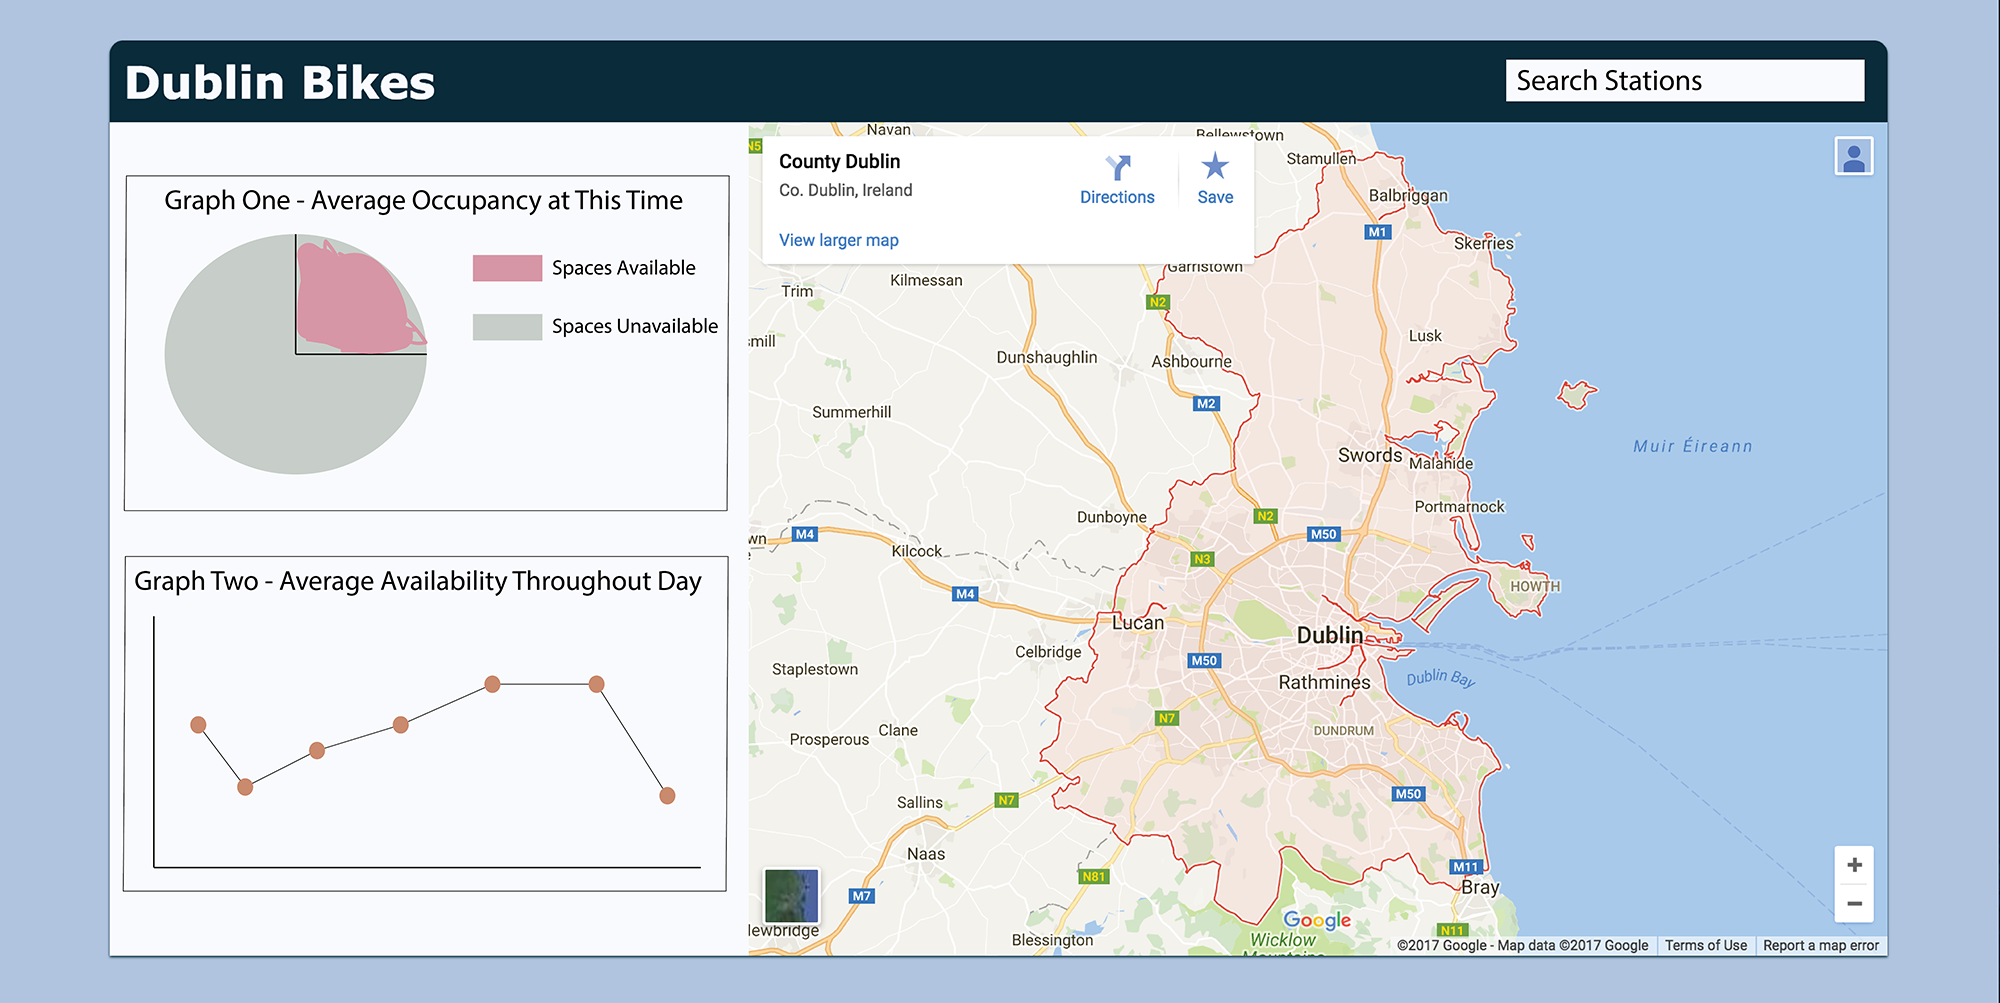 Dublin Bikes
Search Stations
Graph One - Average Occupancy at This Time
Spaces Available
Spaces Unavailable
Graph Two - Average Availability Throughout Day
County Dublin
Co. Dublin, Ireland
View larger map
Directions
Save
Navan
Bellewstown
N5
Stamullen
Balbriggan
M1
Skerries
Garristown
Kilmessan
Trim
N2
Lusk
smill
Dunshaughlin
Ashbourne
M2
Summerhill
Muir Éireann
Swords
Malahide
Portmarnock
Dunboyne
N2
M50
wn
M4
Kilcock
N3
HOWTH
M4
Lucan
Dublin
Celbridge
M50
Staplestown
Rathmines
Dublin Bay
N7
Clane
Prosperous
DUNDRUM
Sallins
N7
M50
Naas
M11
Bray
N81
M7
Google
lewbridge
Blessington
Wicklow
Mountains
N11
+
−
©2017 Google - Map data ©2017 Google
Terms of Use
Report a map error